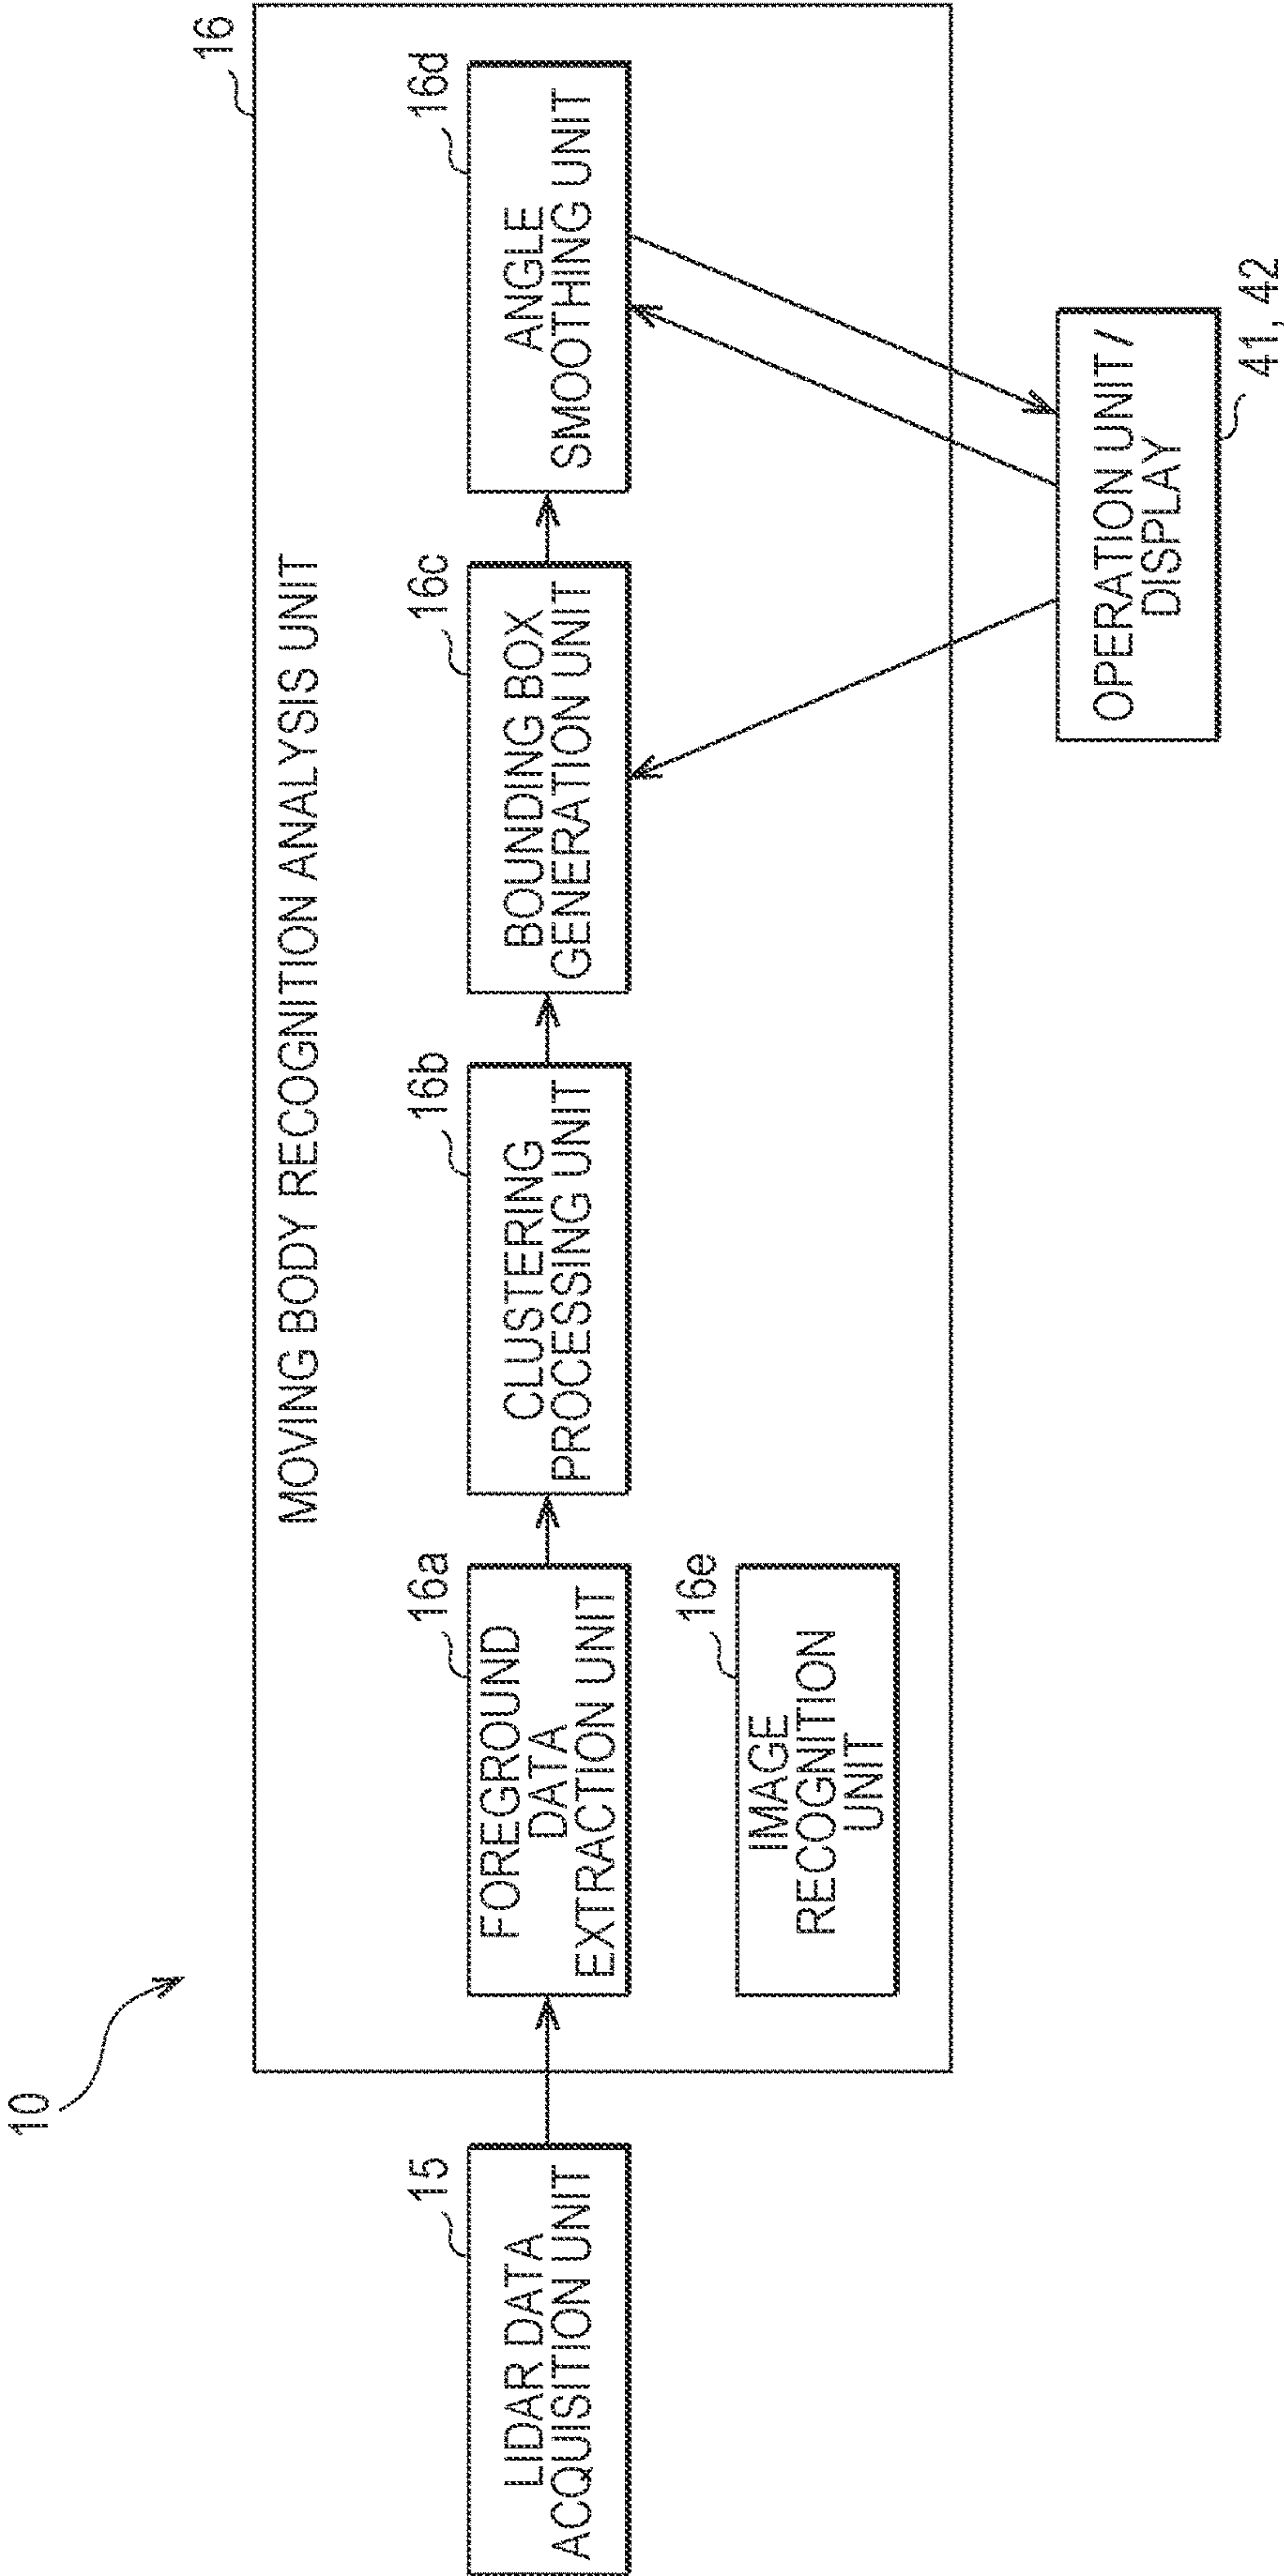 10
16
MOVING BODY RECOGNITION ANALYSIS UNIT
15
LIDAR DATA
ACQUISITION UNIT
16a
FOREGROUND
DATA
EXTRACTION UNIT
16b
CLUSTERING
PROCESSING UNIT
16c
BOUNDING BOX
GENERATION UNIT
16d
ANGLE
SMOOTHING UNIT
16e
IMAGE
RECOGNITION
UNIT
OPERATION UNIT /
DISPLAY
41, 42